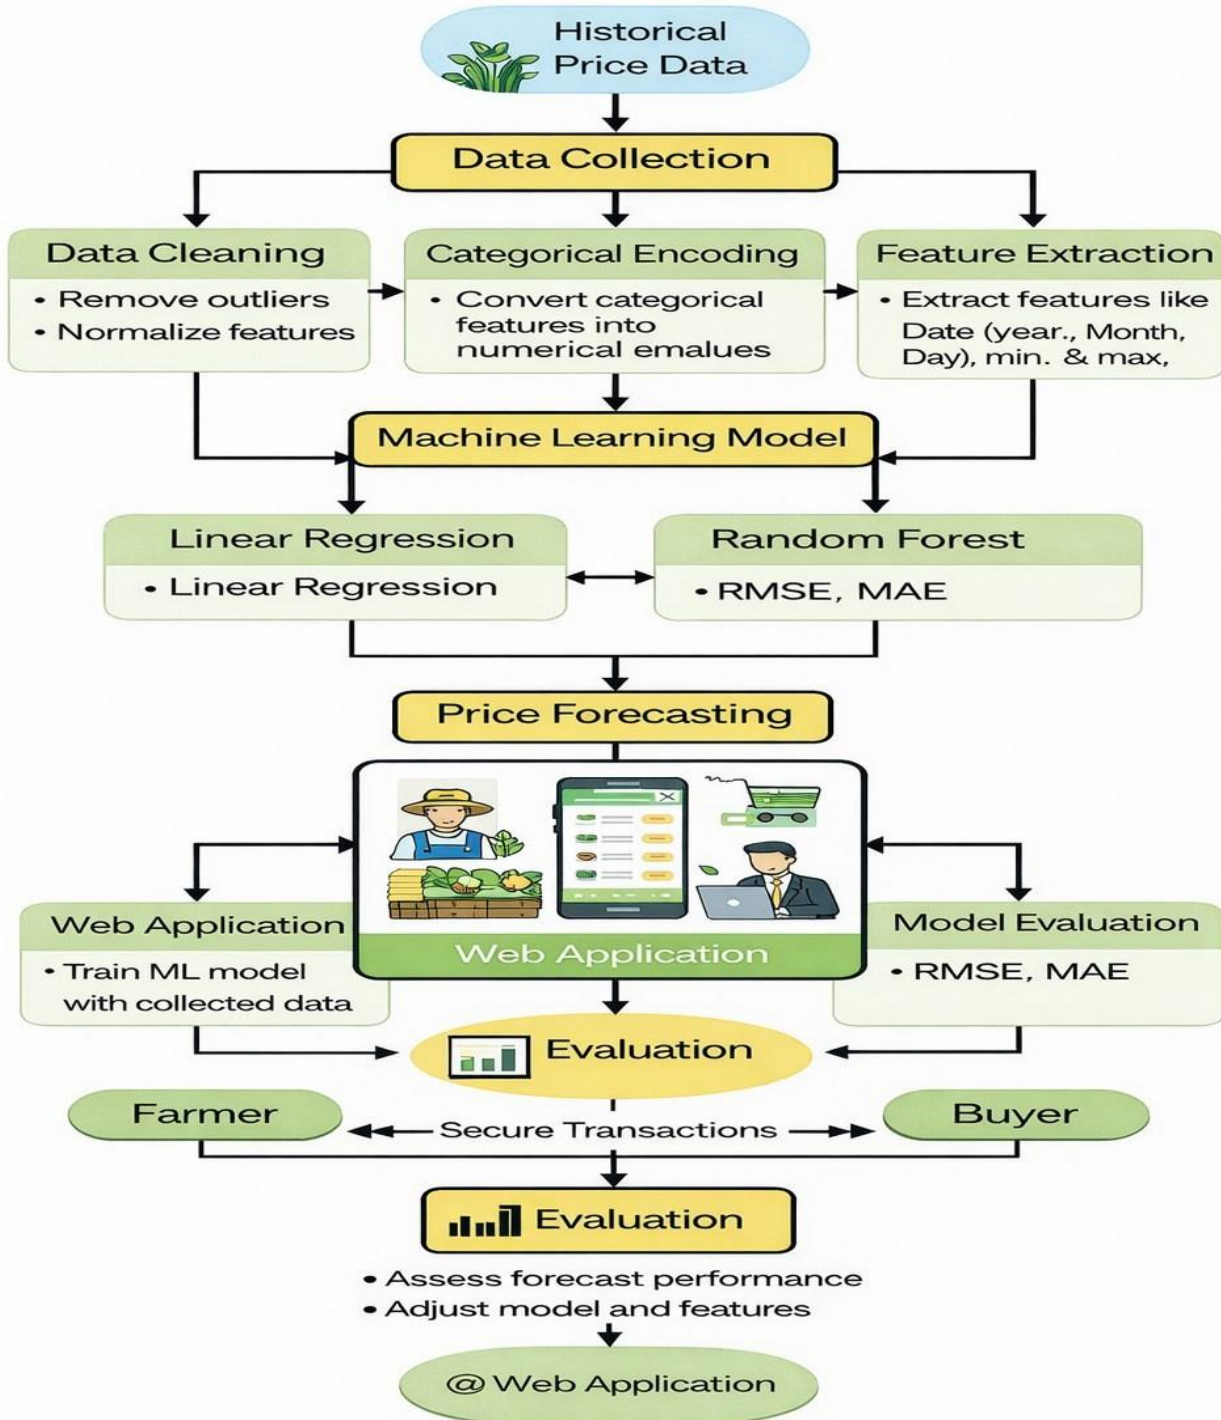 Historical
Price Data
Data Collection
Data Cleaning
• Remove outliers
• Normalize features
Categorical Encoding
• Convert categorical
features into
numerical emalues
Feature Extraction
• Extract features like
Date (year., Month,
Day), min. & max,
Machine Learning Model
Linear Regression
• Linear Regression
Random Forest
• RMSE, MAE
Price Forecasting
Web Application
Web Application
• Train ML model
with collected data
Model Evaluation
• RMSE, MAE
Evaluation
Farmer
Secure Transactions
Buyer
Evaluation
• Assess forecast performance
• Adjust model and features
@ Web Application